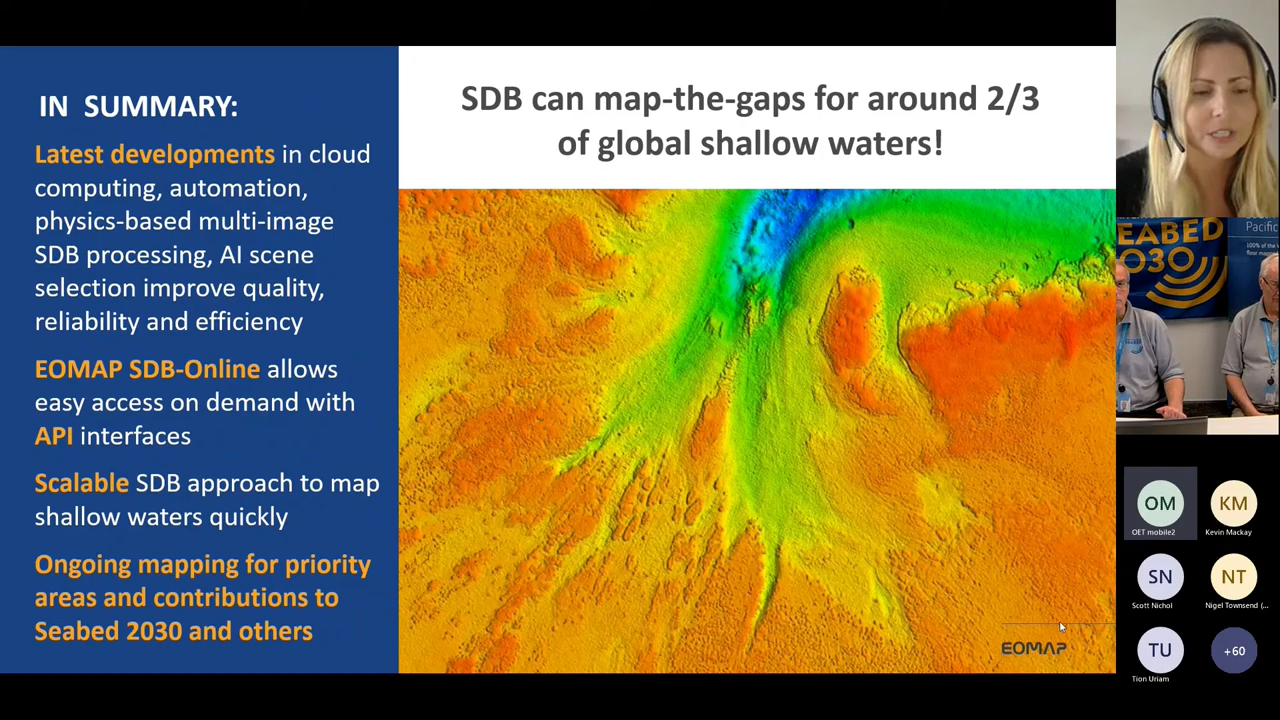 IN SUMMARY:
Latest developments in cloud
computing, automation,
physics-based multi-image
SDB processing, AI scene
selection improve quality,
reliability and efficiency
EOMAP SDB-Online allows
easy access on demand with
API interfaces
Scalable SDB approach to map
shallow waters quickly
Ongoing mapping for priority
areas and contributions to
Seabed 2030 and others
SDB can map-the-gaps for around 2/3
of global shallow waters!
EOMAP
EABED
030
Pacific
OM
OET mobile2
KM
Kevin Mackay
SN
Scott Nichol
NT
Nigel Townsend (...
TU
Tion Uriam
+60